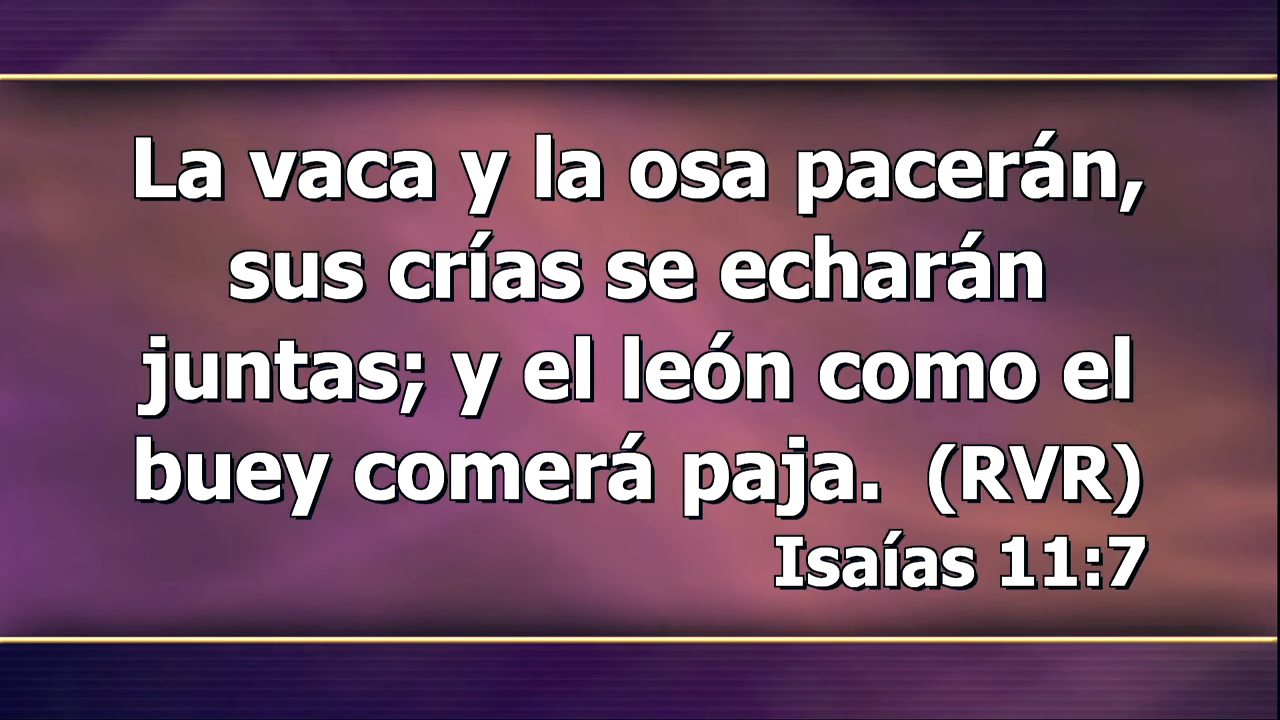 La vaca y la osa pacerán,
sus crías se echarán
juntas; y el león como el
buey comerá paja. (RVR)
Isaías 11:7